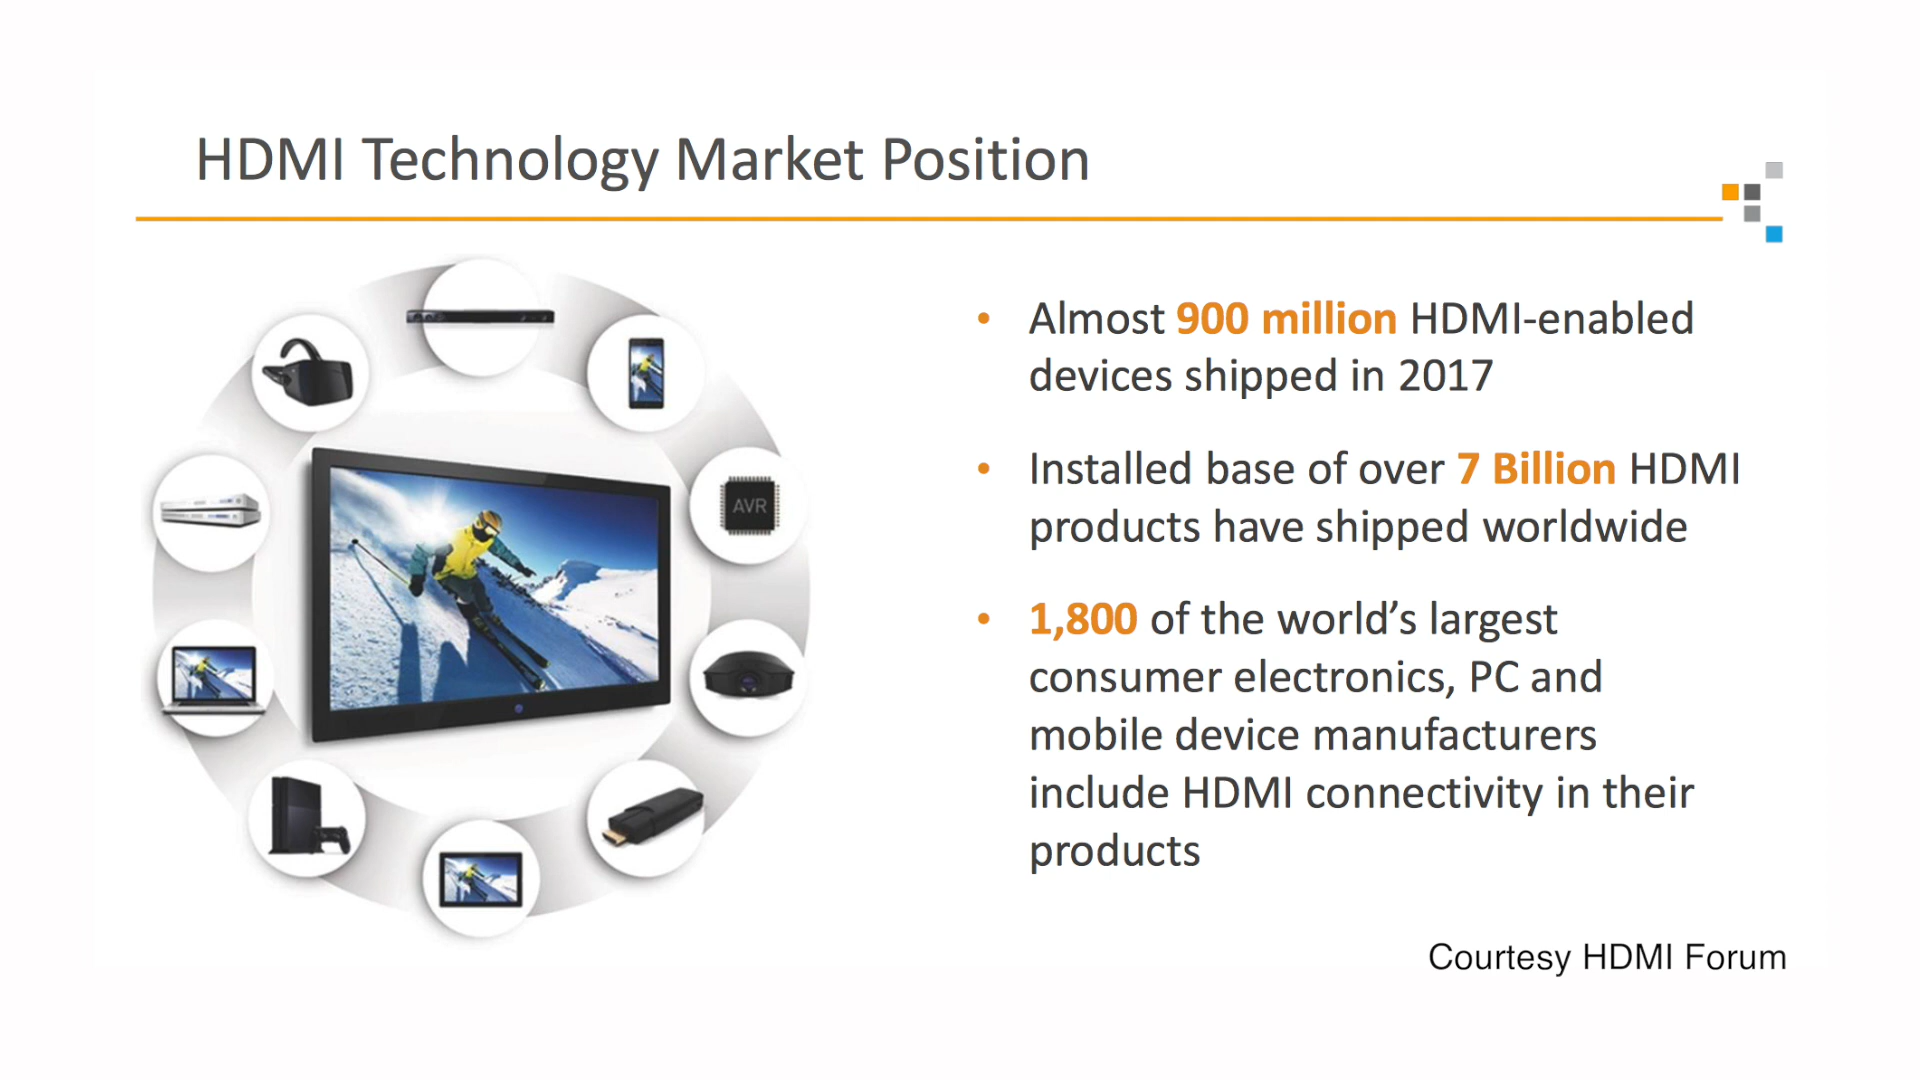 HDMI Technology Market Position
AVR
• Almost 900 million HDMI-enabled
devices shipped in 2017
• Installed base of over 7 Billion HDMI
products have shipped worldwide
• 1,800 of the world’s largest
consumer electronics, PC and
mobile device manufacturers
include HDMI connectivity in their
products
Courtesy HDMI Forum